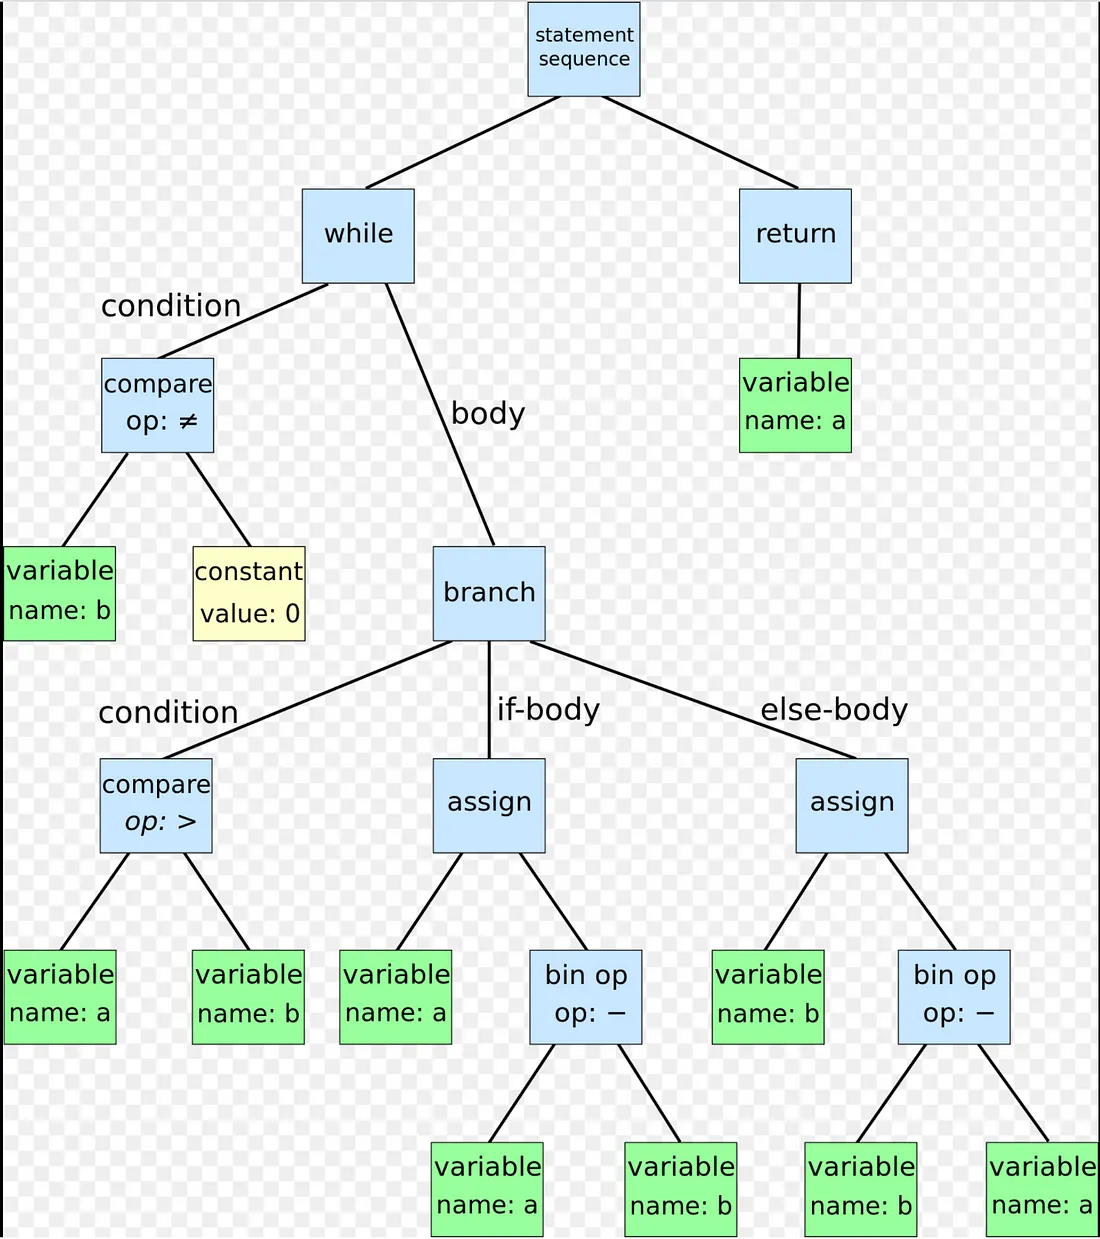 statement
sequence
while
return
condition
compare
op: ≠
body
variable
name: a
variable
name: b
constant
value: 0
branch
condition
if-body
else-body
compare
op: >
assign
assign
variable
name: a
variable
name: b
variable
name: a
bin op
op: −
variable
name: b
bin op
op: −
variable
name: a
variable
name: b
variable
name: b
variable
name: a